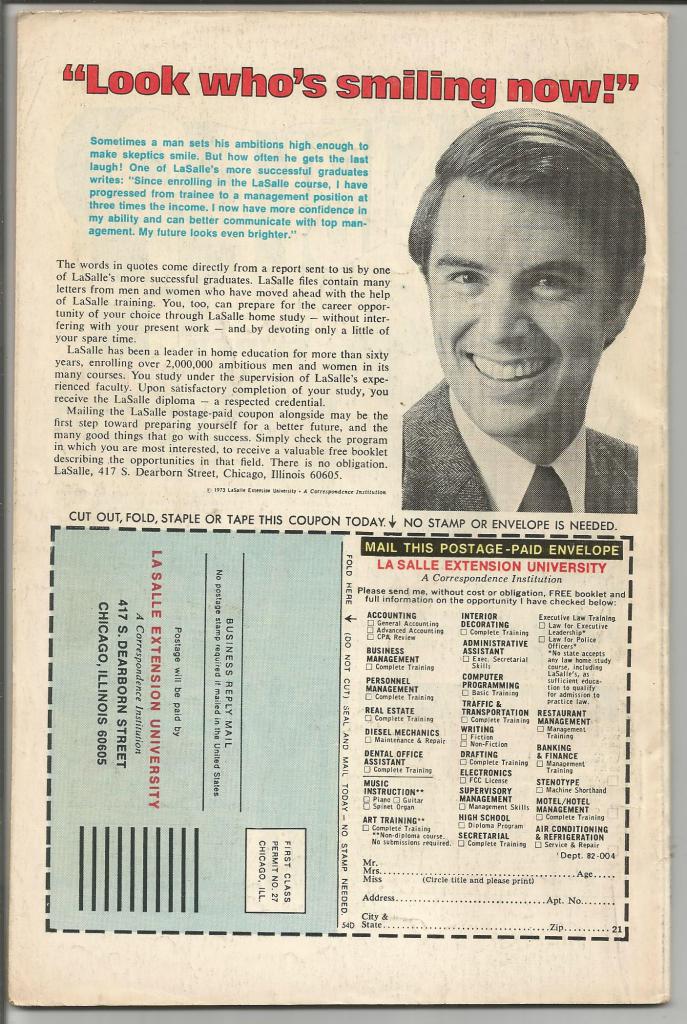 “Look who's smiling now!”
Sometimes a man sets his ambitions high enough to
make skeptics smile. But how often he gets the last
laugh! One of LaSalle's more successful graduates
writes: "Since enrolling in the LaSalle course, I have
progressed from trainee to a management position at
three times the income. I now have more confidence in
my ability and can better communicate with top man-
agement. My future looks even brighter."
The words in quotes come directly from a report sent to us by one
of LaSalle's more successful graduates. LaSalle files contain many
letters from men and women who have moved ahead with the help
of LaSalle training. You, too, can prepare for the career oppor-
tunity of your choice through LaSalle home study — without inter-
fering with your present work — and by devoting only a little of
your spare time.
LaSalle has been a leader in home education for more than sixty
years, enrolling over 2,000,000 ambitious men and women in its
many courses. You study under the supervision of LaSalle's expe-
rienced faculty. Upon satisfactory completion of your study, you
receive the LaSalle diploma — a respected credential.
Mailing the LaSalle postage-paid coupon alongside may be the
first step toward preparing yourself for a better future, and the
many good things that go with success. Simply check the program
in which you are most interested, to receive a valuable free booklet
describing the opportunities in that field. There is no obligation.
LaSalle, 417 S. Dearborn Street, Chicago, Illinois 60605.
© 1973 LaSalle Extension University • A Correspondence Institution
CUT OUT, FOLD, STAPLE OR TAPE THIS COUPON TODAY. ↓ NO STAMP OR ENVELOPE IS NEEDED.
FIRST CLASS
PERMIT NO. 27
CHICAGO, ILL.
BUSINESS REPLY MAIL
No postage stamp required if mailed in the United States
Postage will be paid by
LA SALLE EXTENSION UNIVERSITY
A Correspondence Institution
417 S. DEARBORN STREET
CHICAGO, ILLINOIS 60605
FOLD HERE ↓ (DO NOT CUT) SEAL AND MAIL TODAY — NO STAMP NEEDED.
54D
MAIL THIS POSTAGE-PAID ENVELOPE
LA SALLE EXTENSION UNIVERSITY
A Correspondence Institution
Please send me, without cost or obligation, FREE booklet and
full information on the opportunity I have checked below:
ACCOUNTING
☐ General Accounting
☐ Advanced Accounting
☐ CPA Review
BUSINESS
MANAGEMENT
☐ Complete Training
PERSONNEL
MANAGEMENT
☐ Complete Training
REAL ESTATE
☐ Complete Training
DIESEL MECHANICS
☐ Maintenance & Repair
DENTAL OFFICE
ASSISTANT
☐ Complete Training
MUSIC
INSTRUCTION**
☐ Piano ☐ Guitar
☐ Spinet Organ
ART TRAINING**
☐ Complete Training
**Non-diploma course.
No submissions required.
INTERIOR
DECORATING
☐ Complete Training
ADMINISTRATIVE
ASSISTANT
☐ Exec. Secretarial
Skills
COMPUTER
PROGRAMMING
☐ Basic Training
TRAFFIC &
TRANSPORTATION
☐ Complete Training
WRITING
☐ Fiction
☐ Non-Fiction
DRAFTING
☐ Complete Training
ELECTRONICS
☐ FCC License
SUPERVISORY
MANAGEMENT
☐ Management Skills
HIGH SCHOOL
☐ Diploma Program
SECRETARIAL
☐ Complete Training
Executive Law Training
☐ Law for Executive
Leadership*
☐ Law for Police
Officers*
*No state accepts
any law home study
course, including
LaSalle's, as
sufficient educa-
tion to qualify
for admission to
practice law.
RESTAURANT
MANAGEMENT
☐ Management
Training
BANKING
& FINANCE
☐ Management
Training
STENOTYPE
☐ Machine Shorthand
MOTEL/HOTEL
MANAGEMENT
☐ Complete Training
AIR CONDITIONING
& REFRIGERATION
☐ Service & Repair
Dept. 82-004
Mr.
Mrs. Age
Miss (Circle title and please print)
Address Apt. No.
City &
State Zip 21